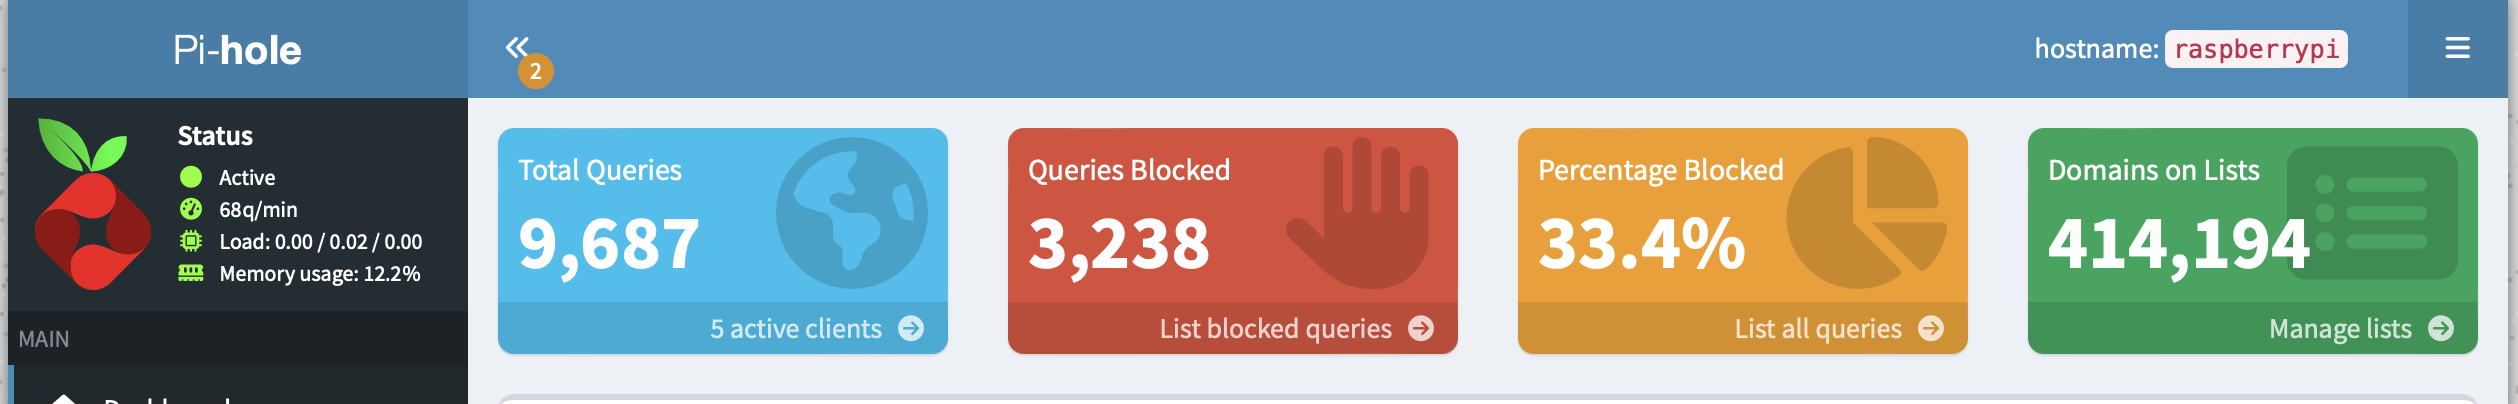 Pi-hole
2
hostname: raspberrypi
Status
Active
68q/min
Load: 0.00 / 0.02 / 0.00
Memory usage: 12.2%
MAIN
Total Queries
9,687
5 active clients
Queries Blocked
3,238
List blocked queries
Percentage Blocked
33.4%
List all queries
Domains on Lists
414,194
Manage lists